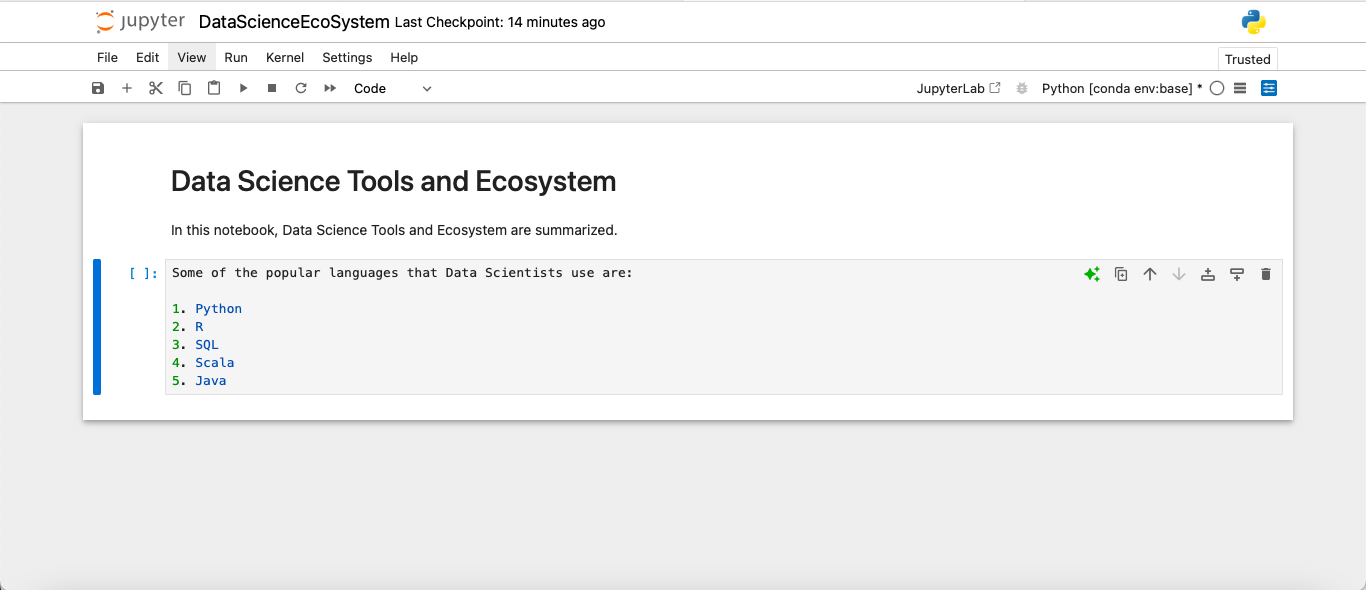 jupyter DataScienceEcoSystem Last Checkpoint: 14 minutes ago
File Edit View Run Kernel Settings Help
Trusted
Code JupyterLab Python [conda env:base] *
Data Science Tools and Ecosystem
In this notebook, Data Science Tools and Ecosystem are summarized.
[ ]: Some of the popular languages that Data Scientists use are:
1. Python
2. R
3. SQL
4. Scala
5. Java